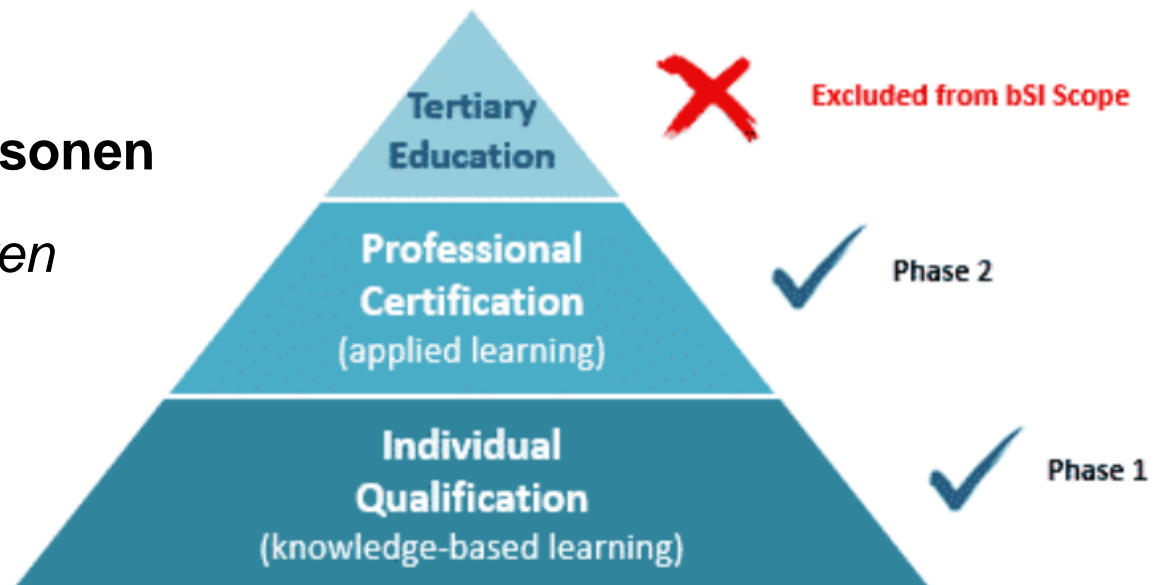 sonen
en
Tertiary
Education
Excluded from bSI Scope
Professional
Certification
(applied learning)
Phase 2
Individual
Qualification
(knowledge-based learning)
Phase 1